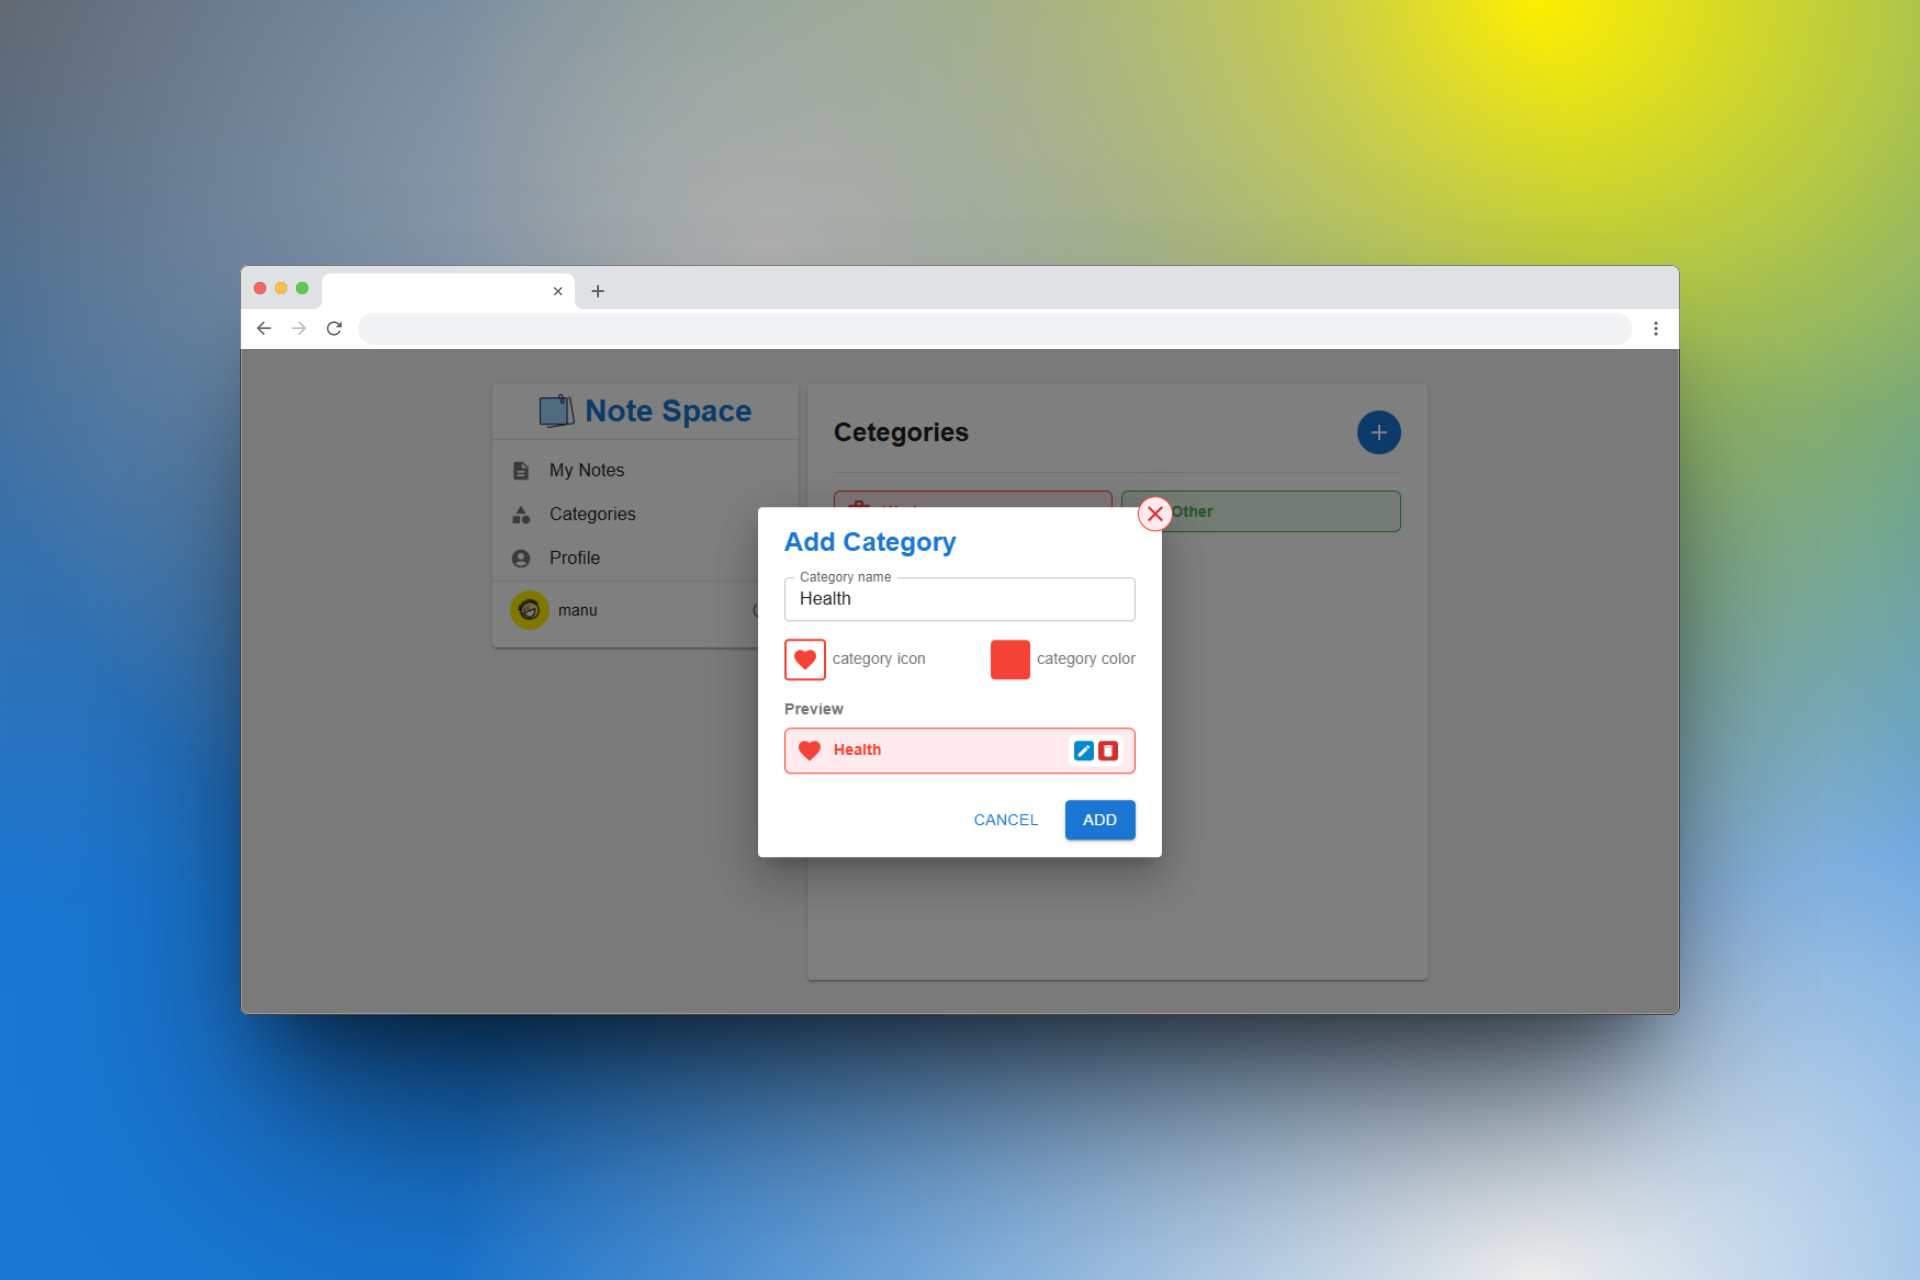 Note Space
My Notes
Categories
Profile
manu
Cetegories
Other
Add Category
Category name
Health
category icon
category color
Preview
Health
CANCEL
ADD